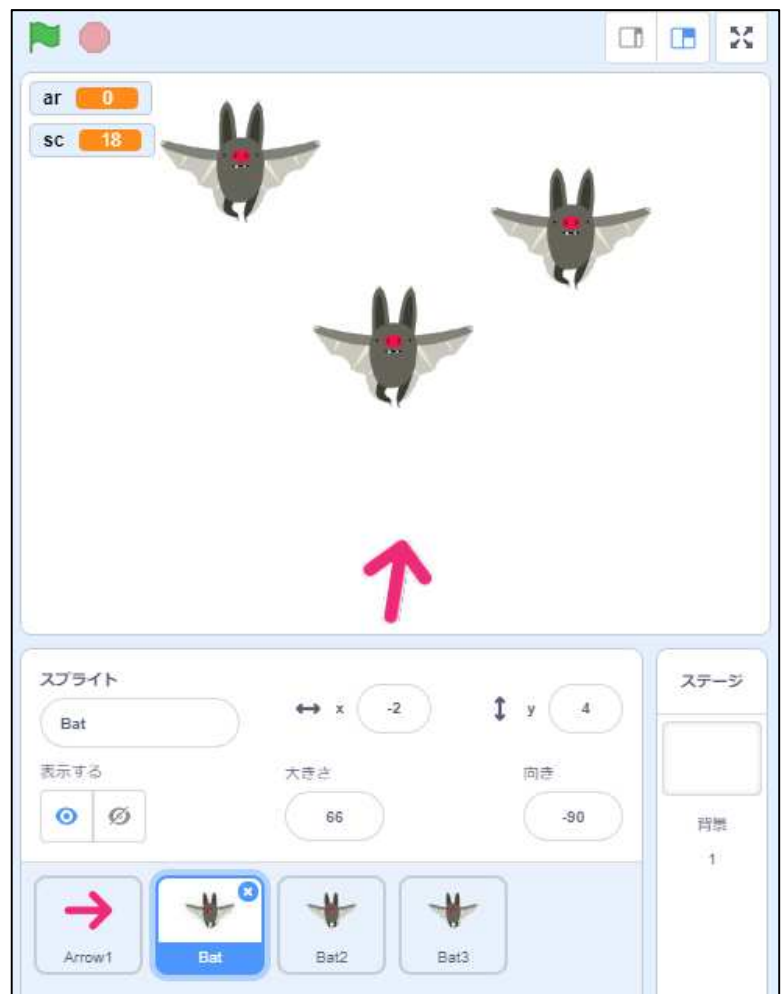 ar 0
sc 18
スプライト
Bat
x -2
y 4
ステージ
表示する
大きさ
66
向き
-90
背景
1
Arrow1
Bat
Bat2
Bat3